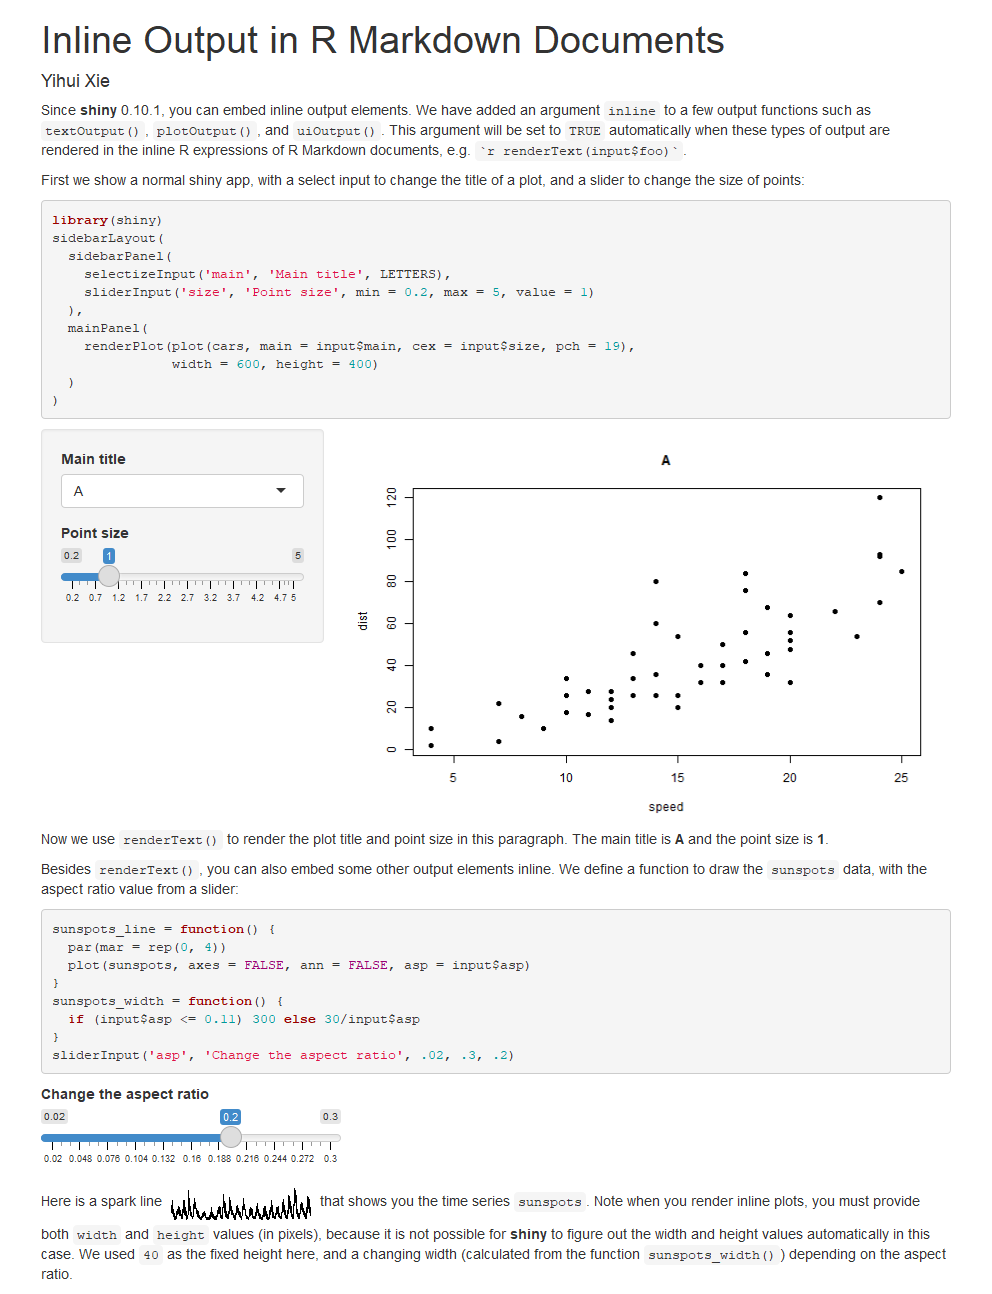 Inline Output in R Markdown Documents
Yihui Xie
Since shiny 0.10.1, you can embed inline output elements. We have added an argument inline to a few output functions such as
textOutput(), plotOutput(), and uiOutput(). This argument will be set to TRUE automatically when these types of output are
rendered in the inline R expressions of R Markdown documents, e.g. `r renderText(input$foo)`.
First we show a normal shiny app, with a select input to change the title of a plot, and a slider to change the size of points:
library(shiny)
sidebarLayout(
  sidebarPanel(
    selectizeInput('main', 'Main title', LETTERS),
    sliderInput('size', 'Point size', min = 0.2, max = 5, value = 1)
  ),
  mainPanel(
    renderPlot(plot(cars, main = input$main, cex = input$size, pch = 19),
               width = 600, height = 400)
  )
)
Main title
A
Point size
0.2 1 5
0.2 0.7 1.2 1.7 2.2 2.7 3.2 3.7 4.2 4.7 5
A
dist
120
100
80
60
40
20
0
5 10 15 20 25
speed
Now we use renderText() to render the plot title and point size in this paragraph. The main title is A and the point size is 1.
Besides renderText(), you can also embed some other output elements inline. We define a function to draw the sunspots data, with the
aspect ratio value from a slider:
sunspots_line = function() {
  par(mar = rep(0, 4))
  plot(sunspots, axes = FALSE, ann = FALSE, asp = input$asp)
}
sunspots_width = function() {
  if (input$asp <= 0.11) 300 else 30/input$asp
}
sliderInput('asp', 'Change the aspect ratio', .02, .3, .2)
Change the aspect ratio
0.02 0.2 0.3
0.02 0.048 0.076 0.104 0.132 0.16 0.188 0.216 0.244 0.272 0.3
Here is a spark line that shows you the time series sunspots. Note when you render inline plots, you must provide
both width and height values (in pixels), because it is not possible for shiny to figure out the width and height values automatically in this
case. We used 40 as the fixed height here, and a changing width (calculated from the function sunspots_width()) depending on the aspect
ratio.